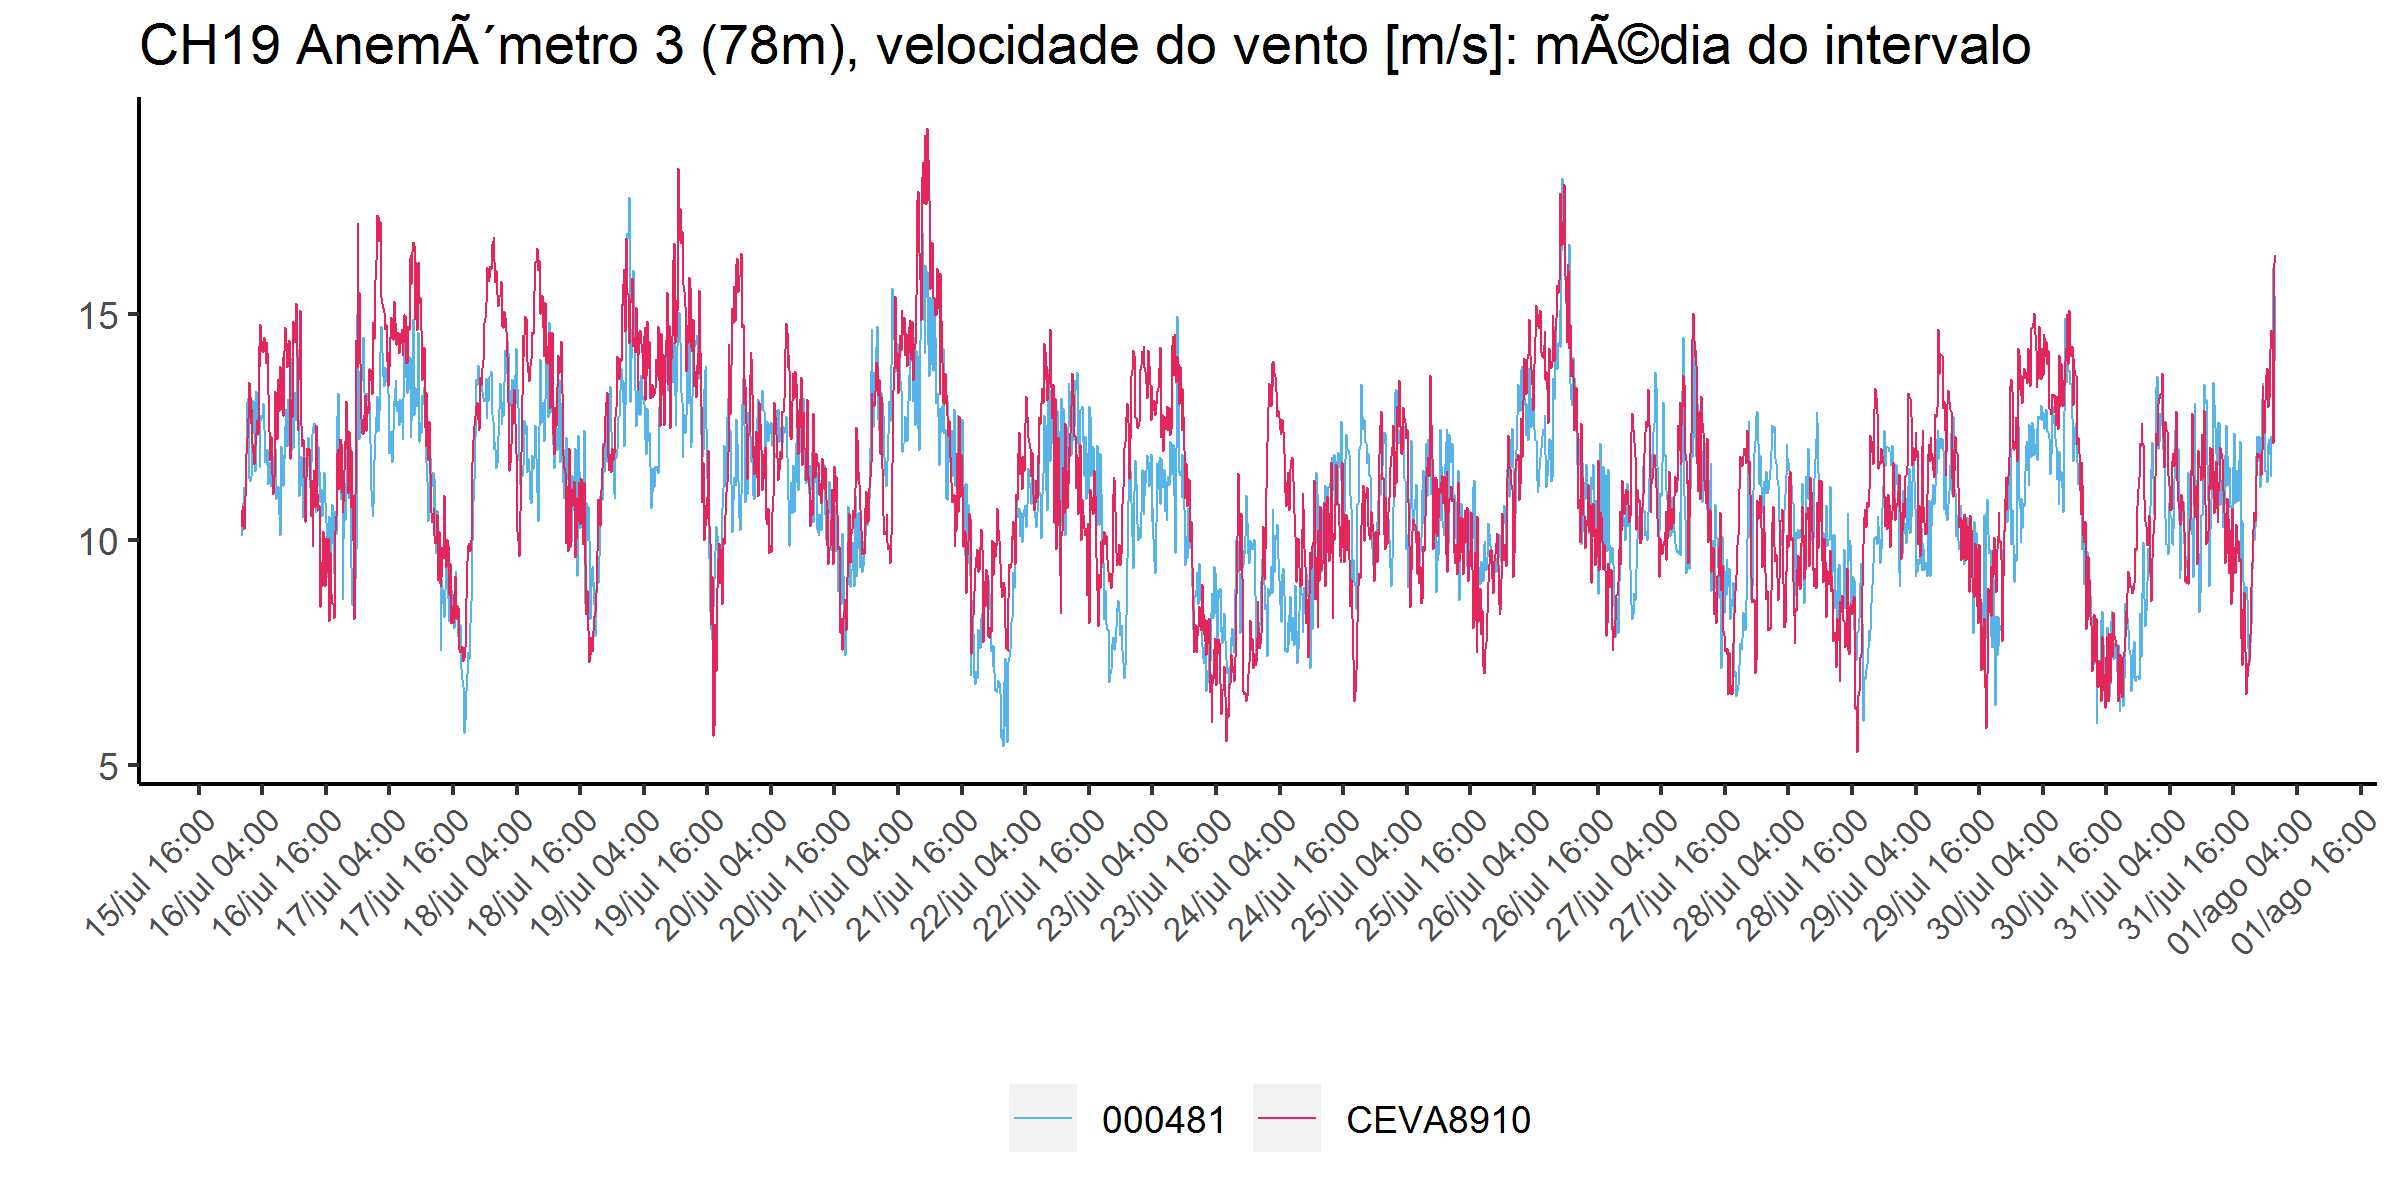 CH19 AnemÃ´metro 3 (78m), velocidade do vento [m/s]: mÃ©dia do intervalo
15
10
5
15/jul 16:00
16/jul 04:00
16/jul 16:00
17/jul 04:00
17/jul 16:00
18/jul 04:00
18/jul 16:00
19/jul 04:00
19/jul 16:00
20/jul 04:00
20/jul 16:00
21/jul 04:00
21/jul 16:00
22/jul 04:00
22/jul 16:00
23/jul 04:00
23/jul 16:00
24/jul 04:00
24/jul 16:00
25/jul 04:00
25/jul 16:00
26/jul 04:00
26/jul 16:00
27/jul 04:00
27/jul 16:00
28/jul 04:00
28/jul 16:00
29/jul 04:00
29/jul 16:00
30/jul 04:00
30/jul 16:00
31/jul 04:00
31/jul 16:00
01/ago 04:00
01/ago 16:00
000481
CEVA8910